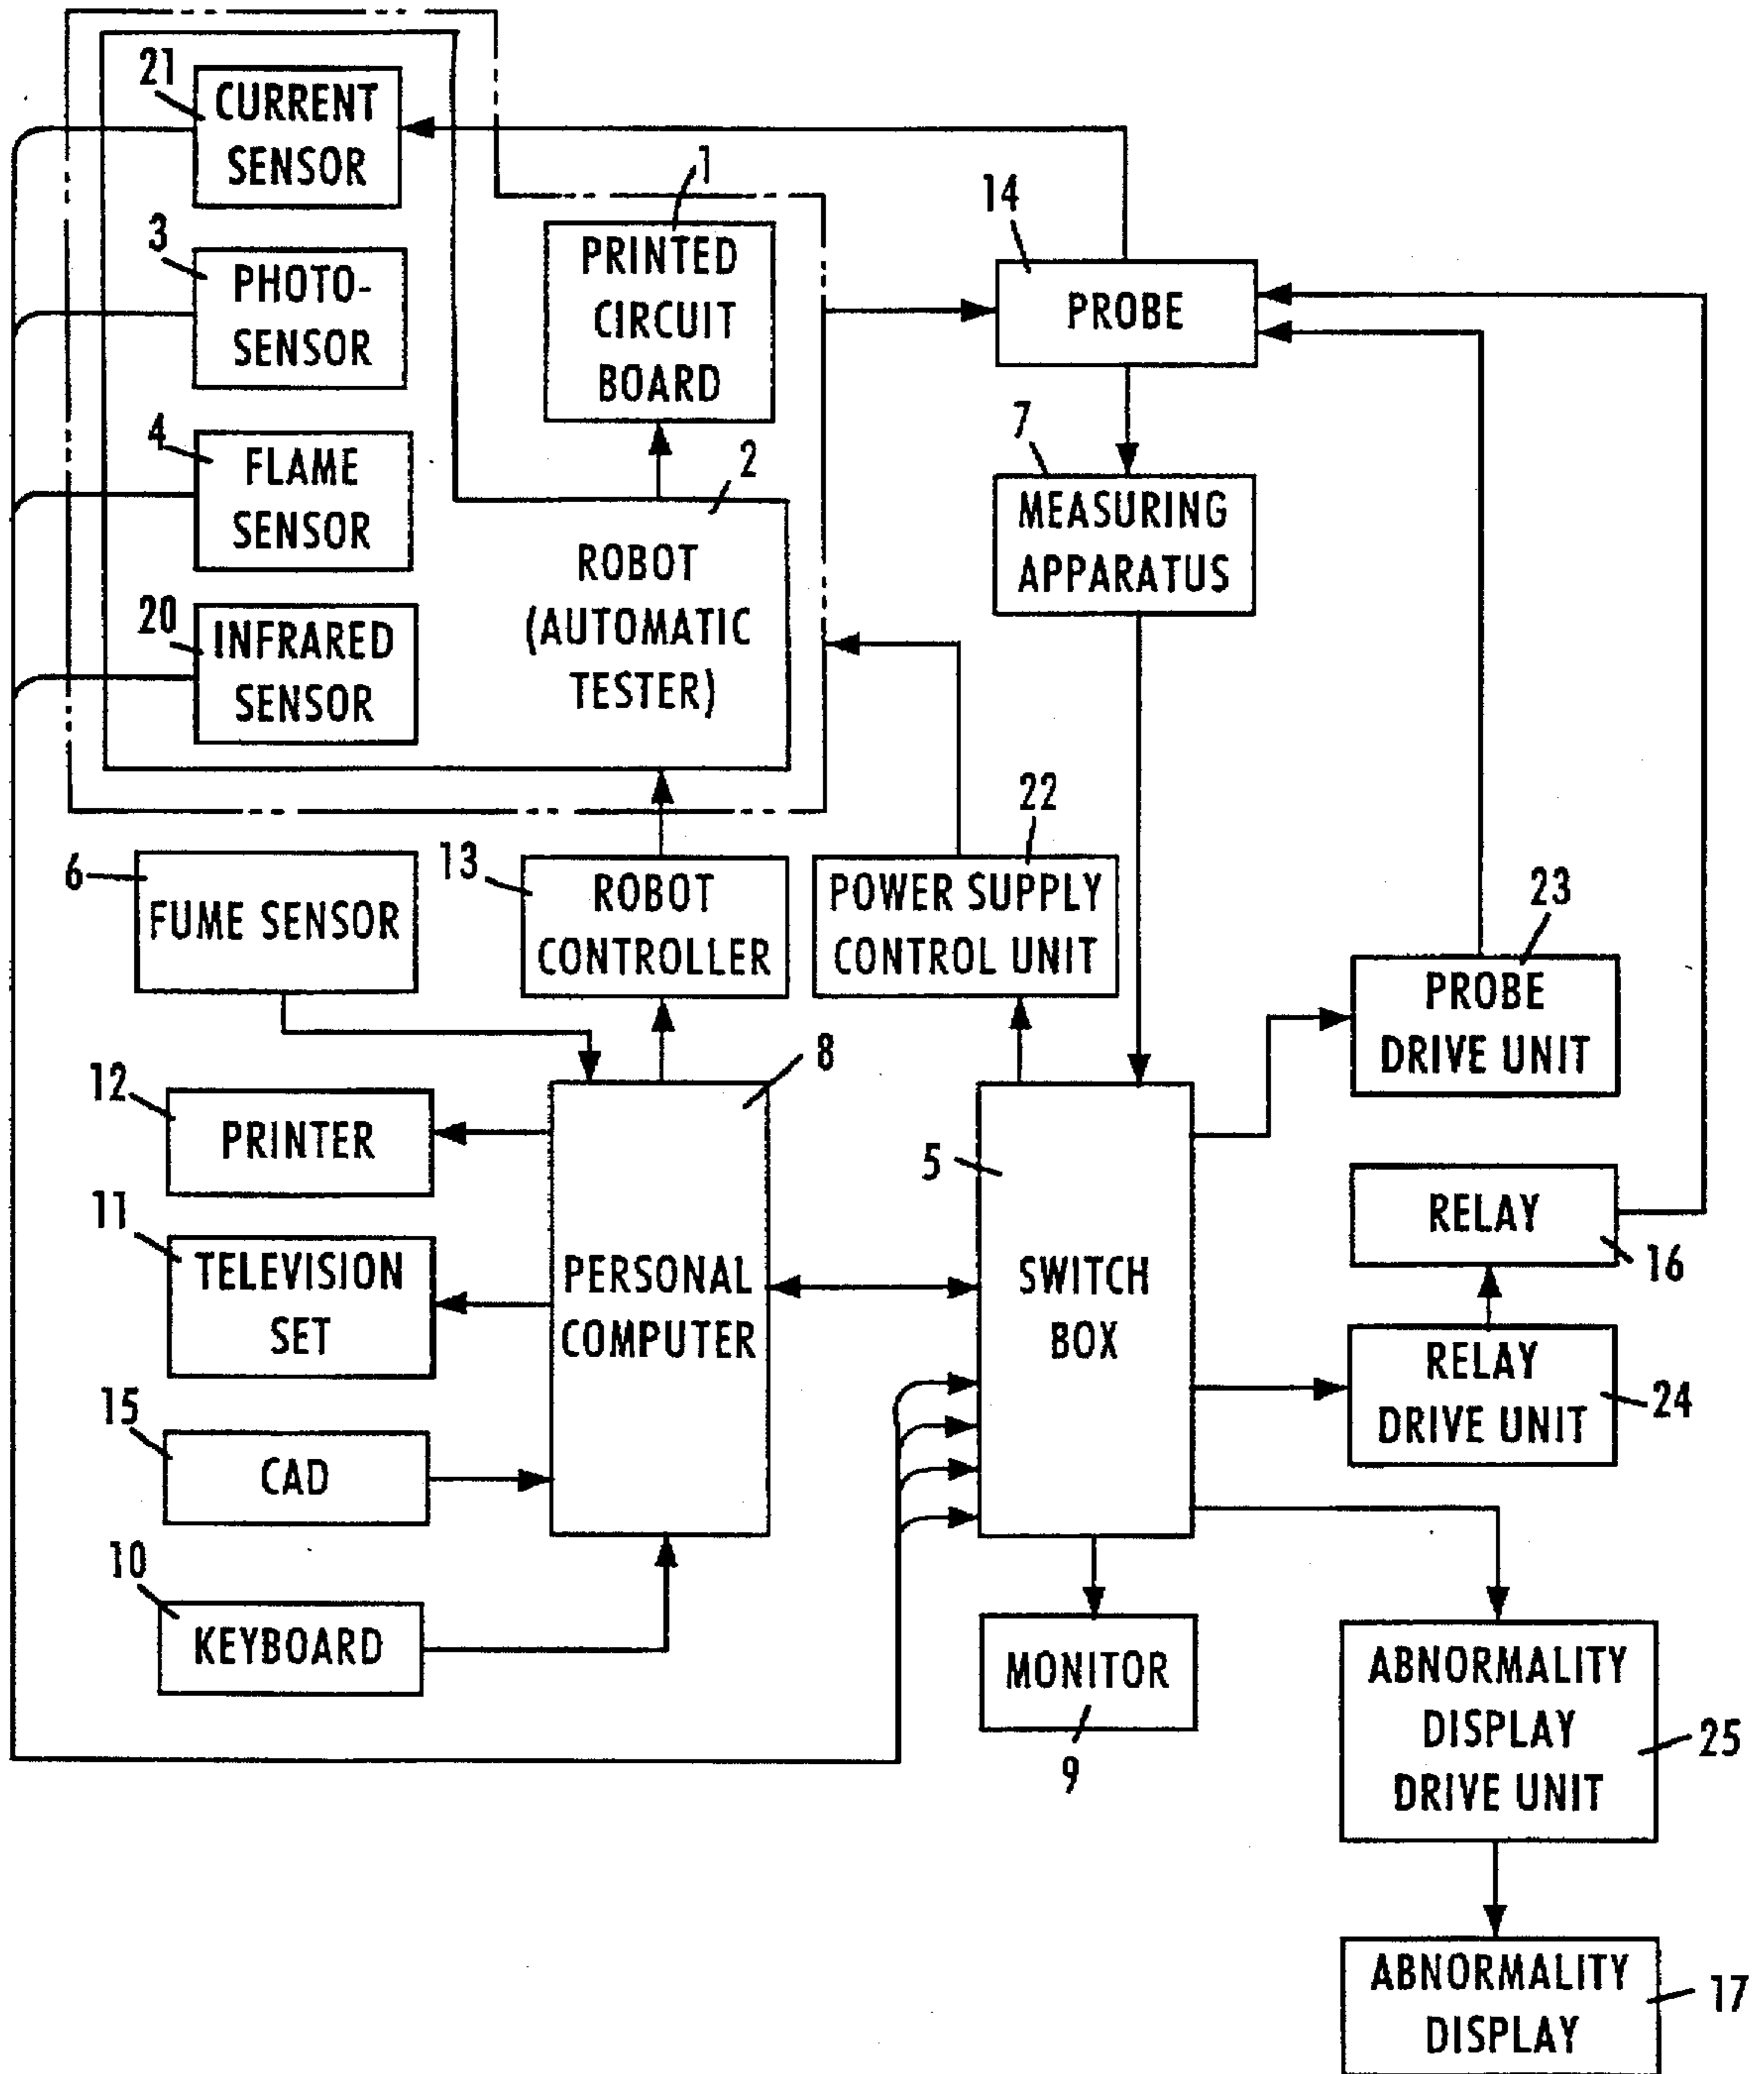 21
CURRENT
SENSOR
3
PHOTO-
SENSOR
4
FLAME
SENSOR
20
INFRARED
SENSOR
1
PRINTED
CIRCUIT
BOARD
2
ROBOT
(AUTOMATIC
TESTER)
14
PROBE
7
MEASURING
APPARATUS
6
FUME SENSOR
13
ROBOT
CONTROLLER
22
POWER SUPPLY
CONTROL UNIT
23
PROBE
DRIVE UNIT
12
PRINTER
11
TELEVISION
SET
15
CAD
10
KEYBOARD
8
PERSONAL
COMPUTER
5
SWITCH
BOX
RELAY
16
RELAY
DRIVE UNIT
24
MONITOR
9
ABNORMALITY
DISPLAY
DRIVE UNIT
25
ABNORMALITY
DISPLAY
17